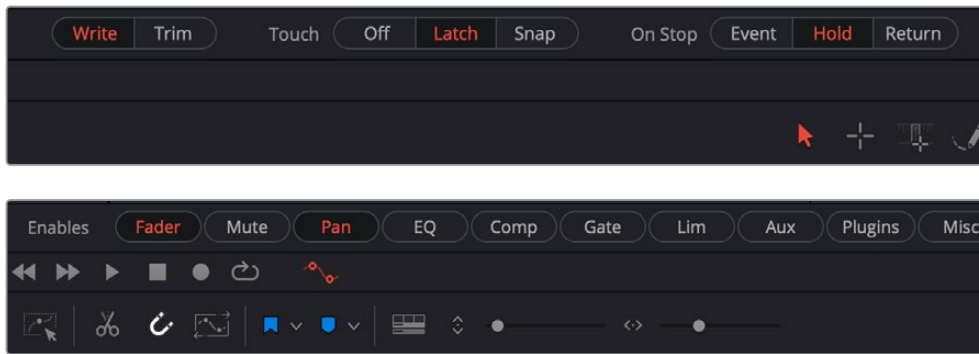 Write Trim Touch Off Latch Snap On Stop Event Hold Return
Enables Fader Mute Pan EQ Comp Gate Lim Aux Plugins Misc